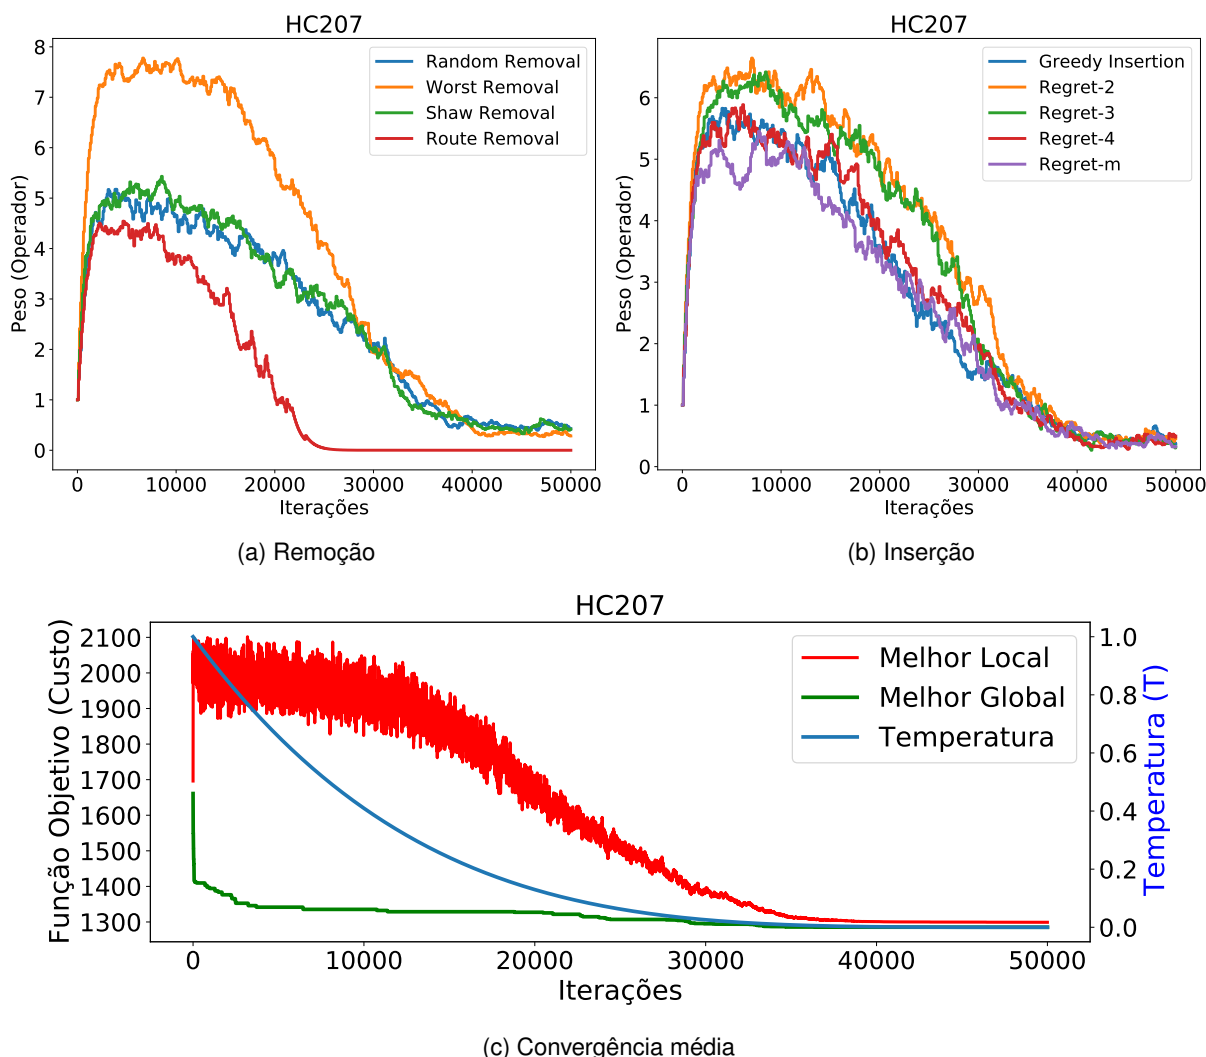 HC207
8
7
6
5
4
3
2
1
0
Peso (Operador)
Random Removal
Worst Removal
Shaw Removal
Route Removal
0 10000 20000 30000 40000 50000
Iterações
(a) Remoção
HC207
6
5
4
3
2
1
0
Peso (Operador)
Greedy Insertion
Regret-2
Regret-3
Regret-4
Regret-m
0 10000 20000 30000 40000 50000
Iterações
(b) Inserção
HC207
2100
2000
1900
1800
1700
1600
1500
1400
1300
Função Objetivo (Custo)
Melhor Local
Melhor Global
Temperatura
1.0
0.8
0.6
0.4
0.2
0.0
Temperatura (T)
0 10000 20000 30000 40000 50000
Iterações
(c) Convergência média